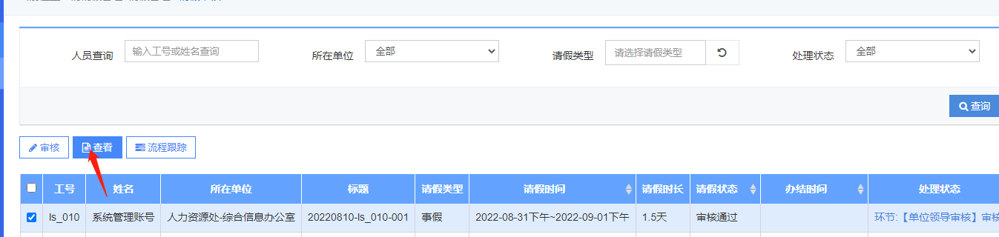 人员查询 输入工号或姓名查询 所在单位 全部 请假类型 请选择请假类型 处理状态 全部
查询
审核 查看 流程跟踪
工号 姓名 所在单位 标题 请假类型 请假时间 请假时长 请假状态 办结时间 处理状态
ls_010 系统管理账号 人力资源处-综合信息办公室 20220810-ls_010-001 事假 2022-08-31下午~2022-09-01下午 1.5天 审核通过 环节:【单位领导审核】审核